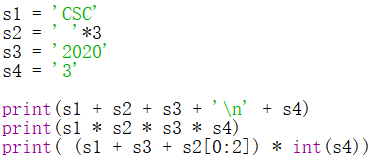 s1 = 'CSC'
s2 = ' '*3
s3 = '2020'
s4 = '3'
print(s1 + s2 + s3 + '\n' + s4)
print(s1 * s2 * s3 * s4)
print( (s1 + s3 + s2[0:2]) * int(s4))